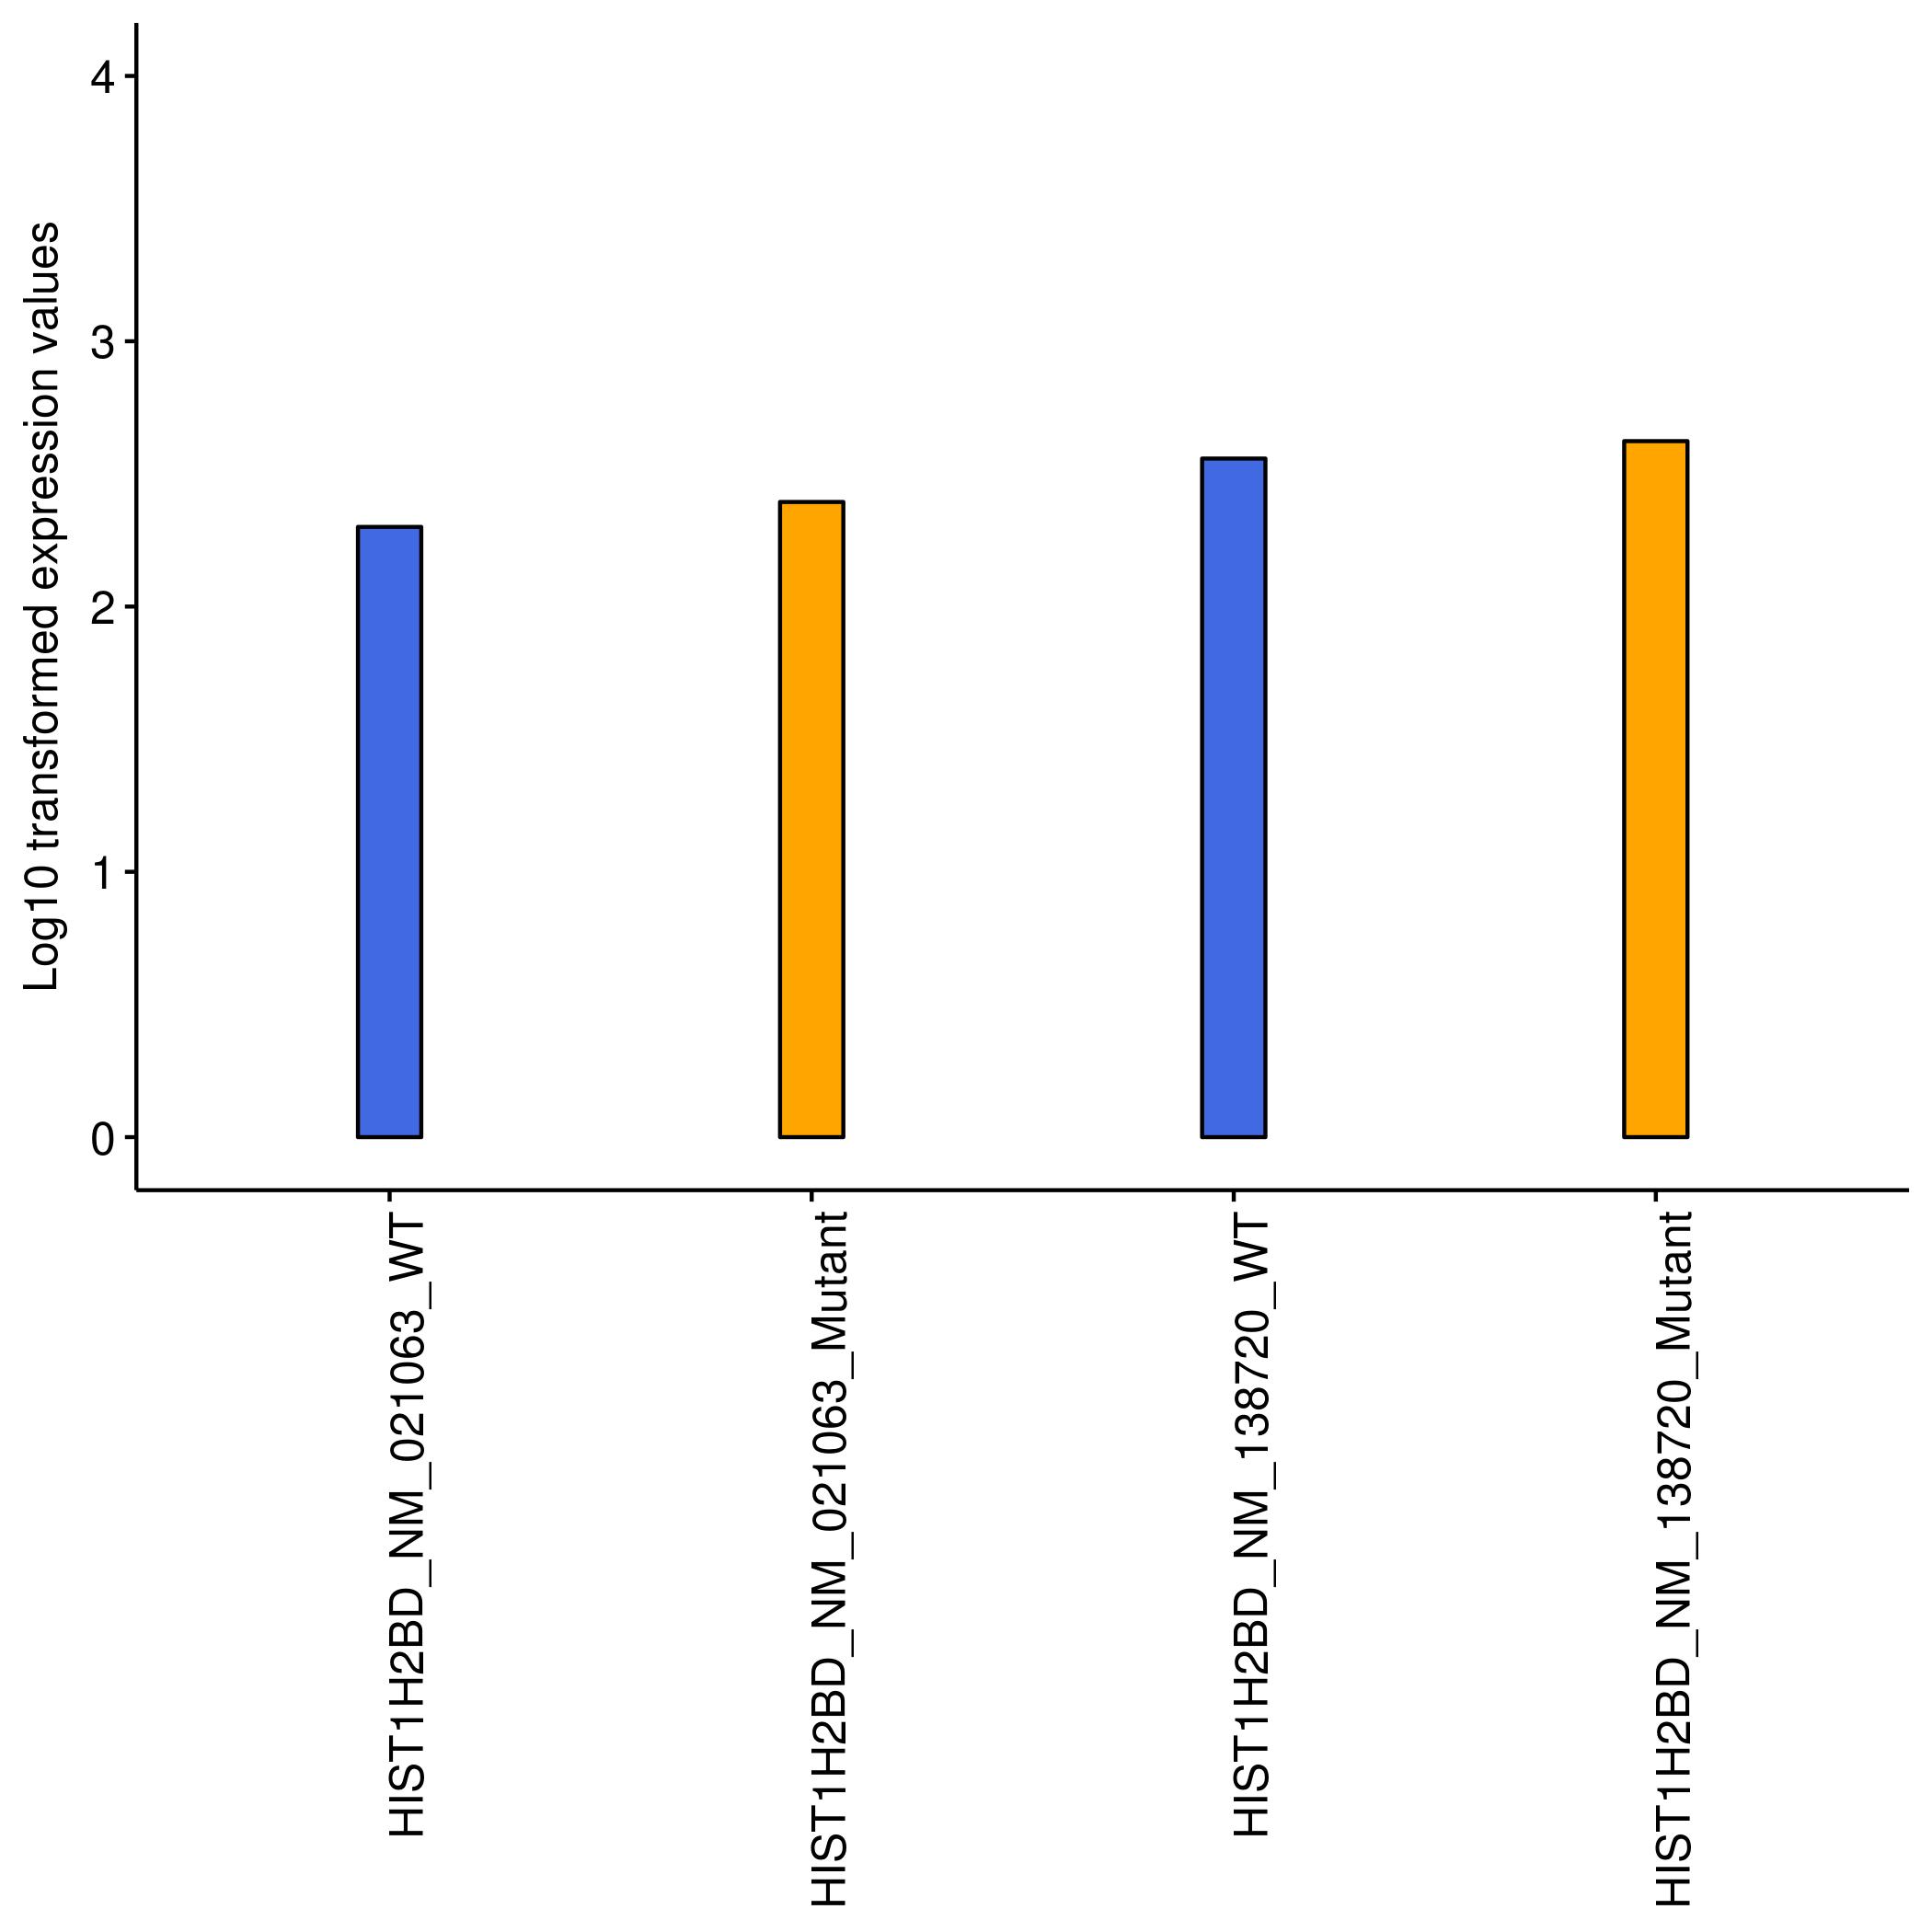 Log10 transformed expression values
4
3
2
1
0
HIST1H2BD_NM_021063_WT
HIST1H2BD_NM_021063_Mutant
HIST1H2BD_NM_138720_WT
HIST1H2BD_NM_138720_Mutant